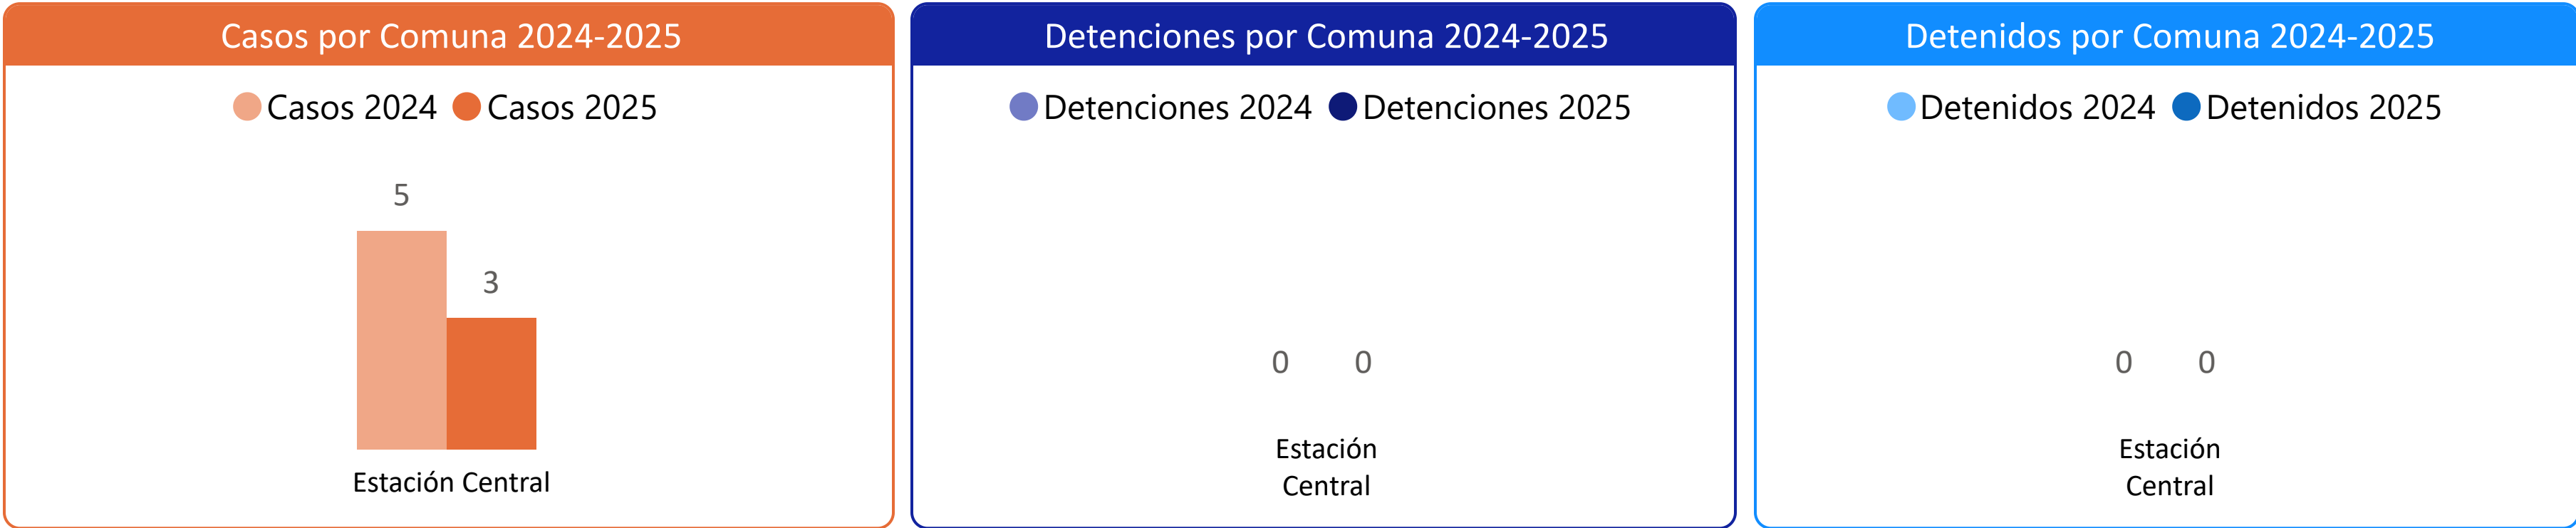 Casos por Comuna 2024-2025
Casos 2024 Casos 2025
5
3
Estación Central
Detenciones por Comuna 2024-2025
Detenciones 2024 Detenciones 2025
0 0
Estación
Central
Detenidos por Comuna 2024-2025
Detenidos 2024 Detenidos 2025
0 0
Estación
Central